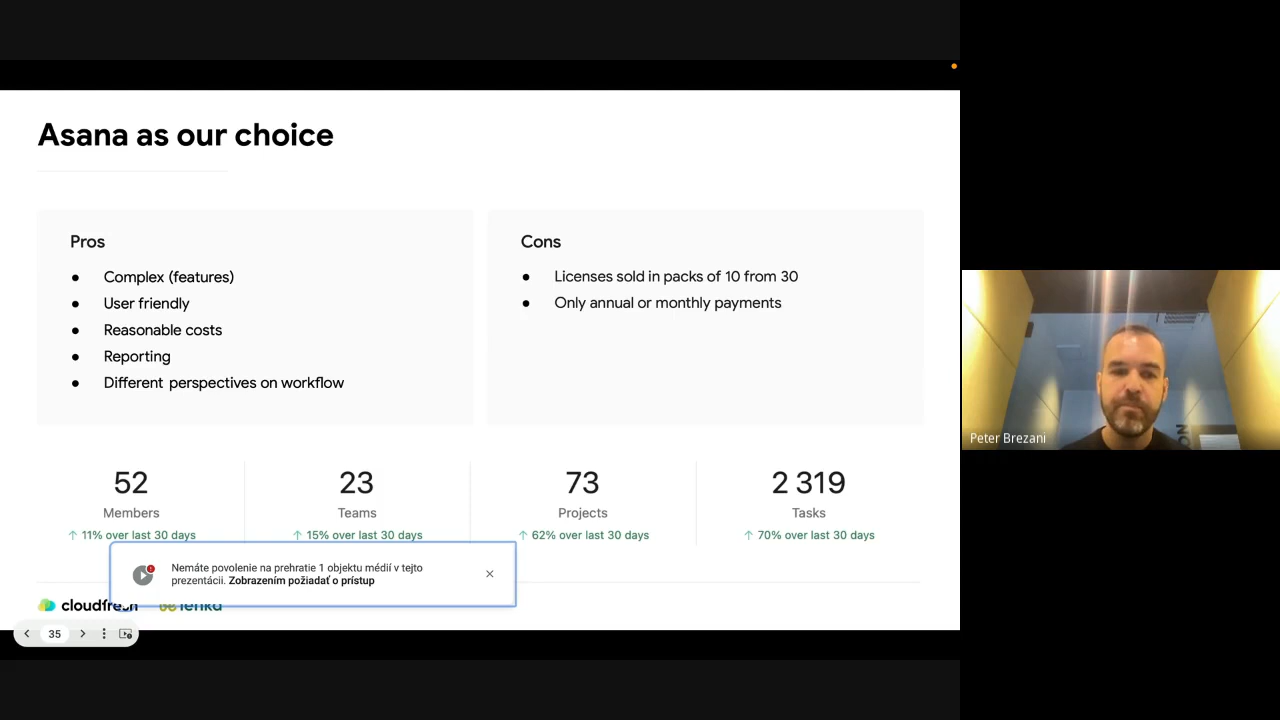 Asana as our choice
Pros
● Complex (features)
● User friendly
● Reasonable costs
● Reporting
● Different perspectives on workflow
Cons
● Licenses sold in packs of 10 from 30
● Only annual or monthly payments
52
Members
↑ 11% over last 30 days
23
Teams
↑ 15% over last 30 days
73
Projects
↑ 62% over last 30 days
2 319
Tasks
↑ 70% over last 30 days
Nemáte povolenie na prehratie 1 objektu médií v tejto
prezentácii. Zobrazením požiadať o prístup
cloudfresh
35
Peter Brezani